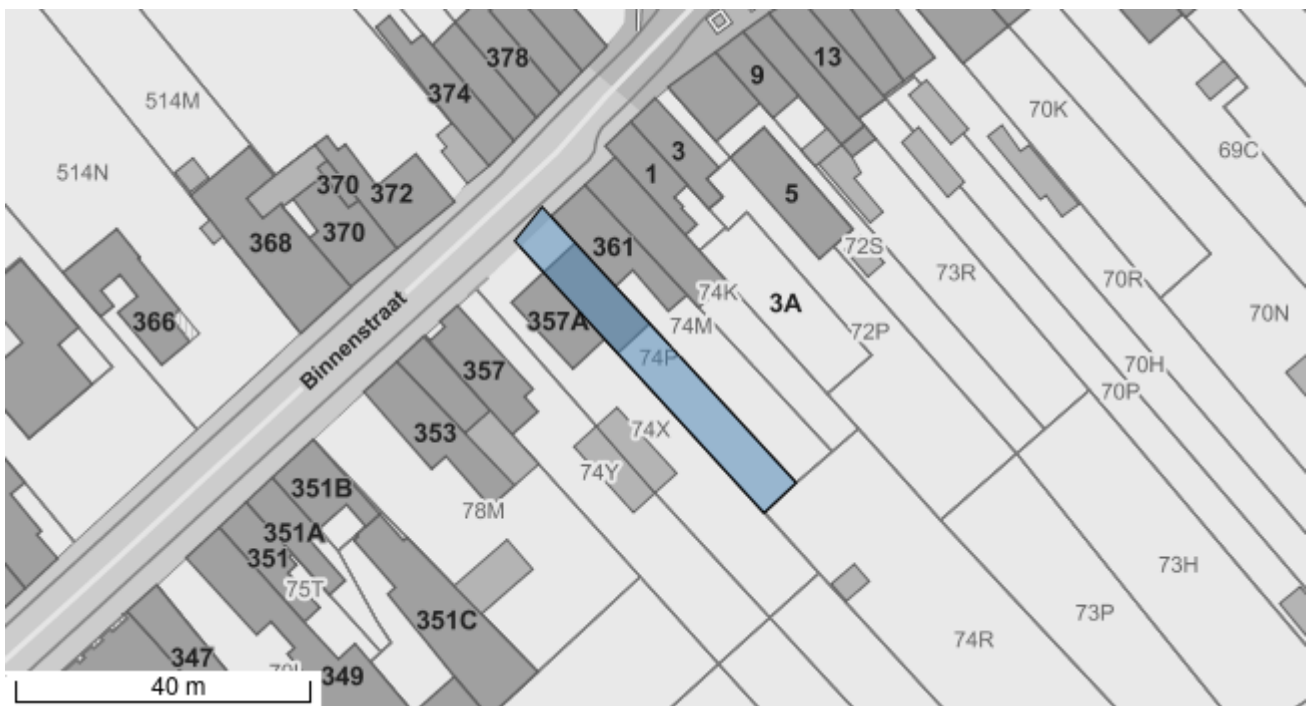 378
13
9
374
514M
70K
3
69C
370
1
514N
372
5
370
368
361
72S
73R
70R
74K
3A
366
357A
74M
72P
70N
Binnenstraat
74P
70H
357
70P
353
74X
74Y
351B
78M
351A
351
73H
75T
73P
351C
74R
347
349
40 m